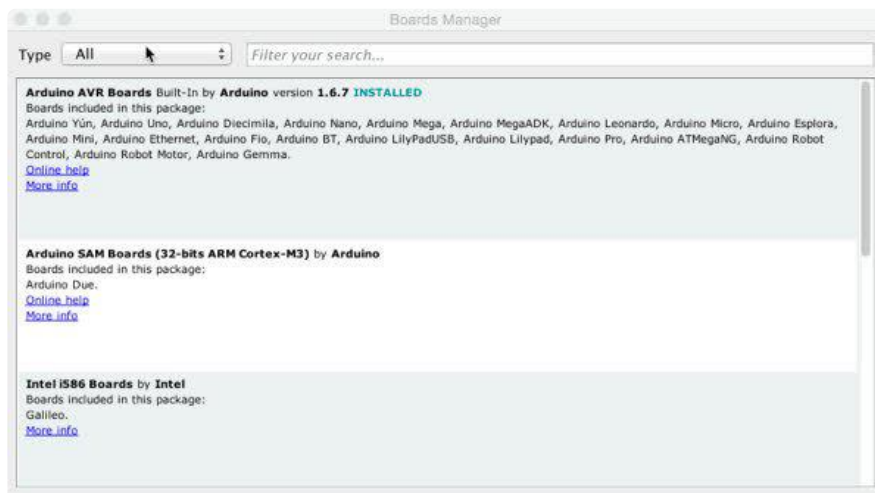 Boards Manager
Type All Filter your search...
Arduino AVR Boards Built-In by Arduino version 1.6.7 INSTALLED
Boards included in this package:
Arduino Yún, Arduino Uno, Arduino Diecimila, Arduino Nano, Arduino Mega, Arduino MegaADK, Arduino Leonardo, Arduino Micro, Arduino Esplora,
Arduino Mini, Arduino Ethernet, Arduino Fio, Arduino BT, Arduino LilyPadUSB, Arduino Lilypad, Arduino Pro, Arduino ATMegaNG, Arduino Robot
Control, Arduino Robot Motor, Arduino Gemma.
Online help
More info
Arduino SAM Boards (32-bits ARM Cortex-M3) by Arduino
Boards included in this package:
Arduino Due.
Online help
More info
Intel i586 Boards by Intel
Boards included in this package:
Galileo.
More info